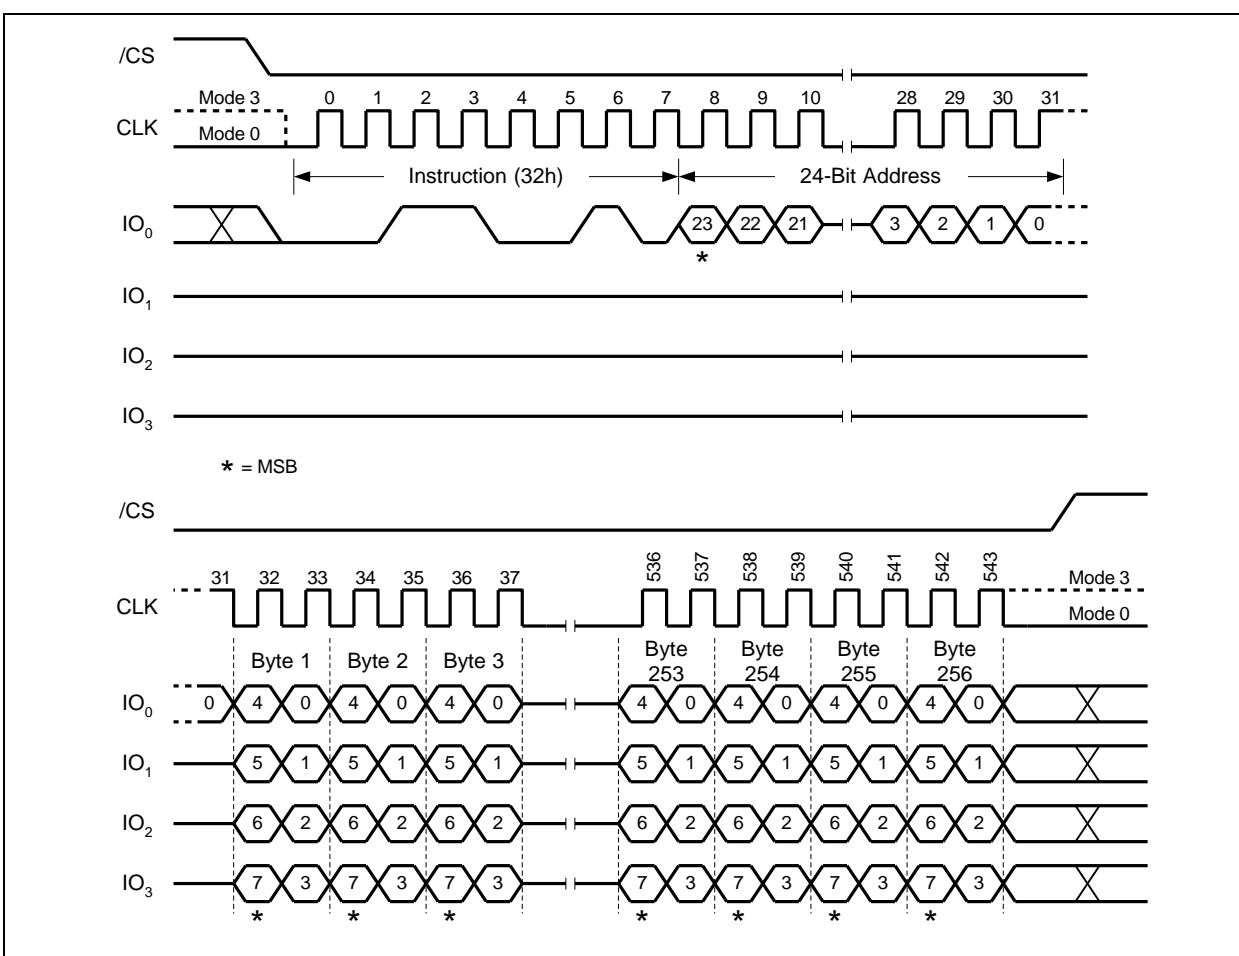 /CS
Mode 3 0 1 2 3 4 5 6 7 8 9 10 28 29 30 31
CLK
Mode 0
Instruction (32h) 24-Bit Address
IO0 23 22 21 3 2 1 0
*
IO1
IO2
IO3
* = MSB
/CS
536 537 538 539 540 541 542 543
31 32 33 34 35 36 37 Mode 3
CLK
Mode 0
Byte 1 Byte 2 Byte 3 Byte 253 Byte 254 Byte 255 Byte 256
IO0 0 4 0 4 0 4 0 4 0 4 0 4 0 4 0
IO1 5 1 5 1 5 1 5 1 5 1 5 1 5 1
IO2 6 2 6 2 6 2 6 2 6 2 6 2 6 2
IO3 7 3 7 3 7 3 7 3 7 3 7 3 7 3
* * * * * * *